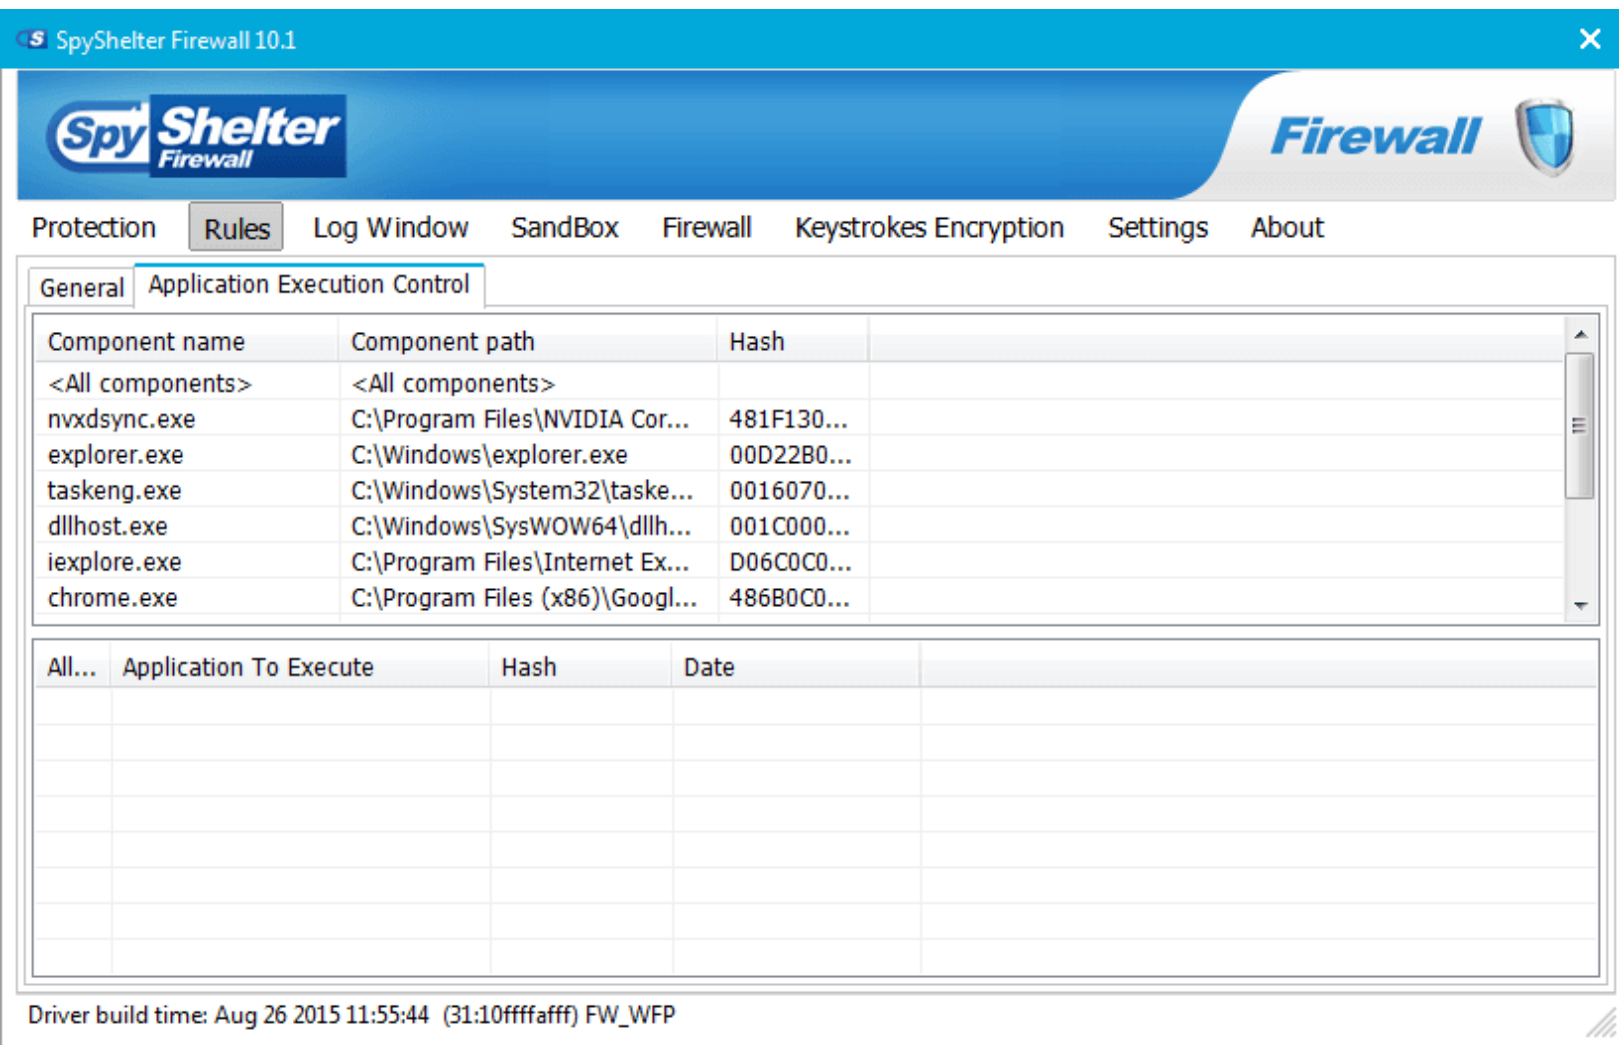 SpyShelter Firewall 10.1
Spy Shelter
Firewall
Firewall
Protection Rules Log Window SandBox Firewall Keystrokes Encryption Settings About
General Application Execution Control
Component name Component path Hash
<All components> <All components>
nvxdsync.exe C:\Program Files\NVIDIA Cor... 481F130...
explorer.exe C:\Windows\explorer.exe 00D22B0...
taskeng.exe C:\Windows\System32\taske... 0016070...
dllhost.exe C:\Windows\SysWOW64\dllh... 001C000...
iexplore.exe C:\Program Files\Internet Ex... D06C0C0...
chrome.exe C:\Program Files (x86)\Googl... 486B0C0...
All... Application To Execute Hash Date
Driver build time: Aug 26 2015 11:55:44 (31:10ffffafff) FW_WFP